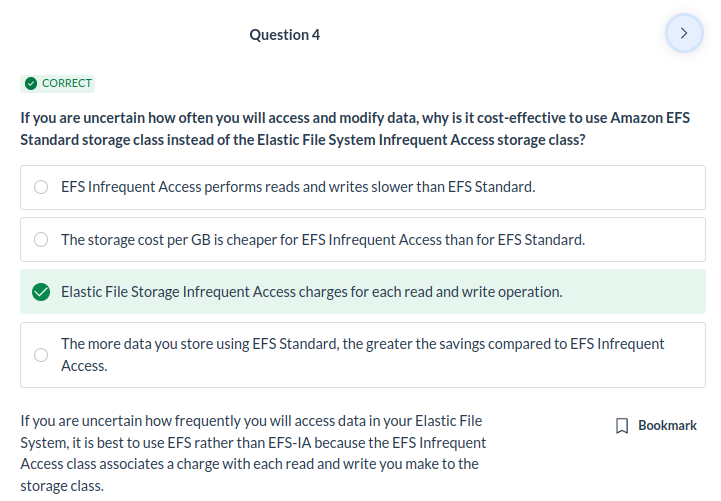 Question 4
CORRECT
If you are uncertain how often you will access and modify data, why is it cost-effective to use Amazon EFS
Standard storage class instead of the Elastic File System Infrequent Access storage class?
EFS Infrequent Access performs reads and writes slower than EFS Standard.
The storage cost per GB is cheaper for EFS Infrequent Access than for EFS Standard.
Elastic File Storage Infrequent Access charges for each read and write operation.
The more data you store using EFS Standard, the greater the savings compared to EFS Infrequent
Access.
If you are uncertain how frequently you will access data in your Elastic File
System, it is best to use EFS rather than EFS-IA because the EFS Infrequent
Access class associates a charge with each read and write you make to the
storage class.
Bookmark